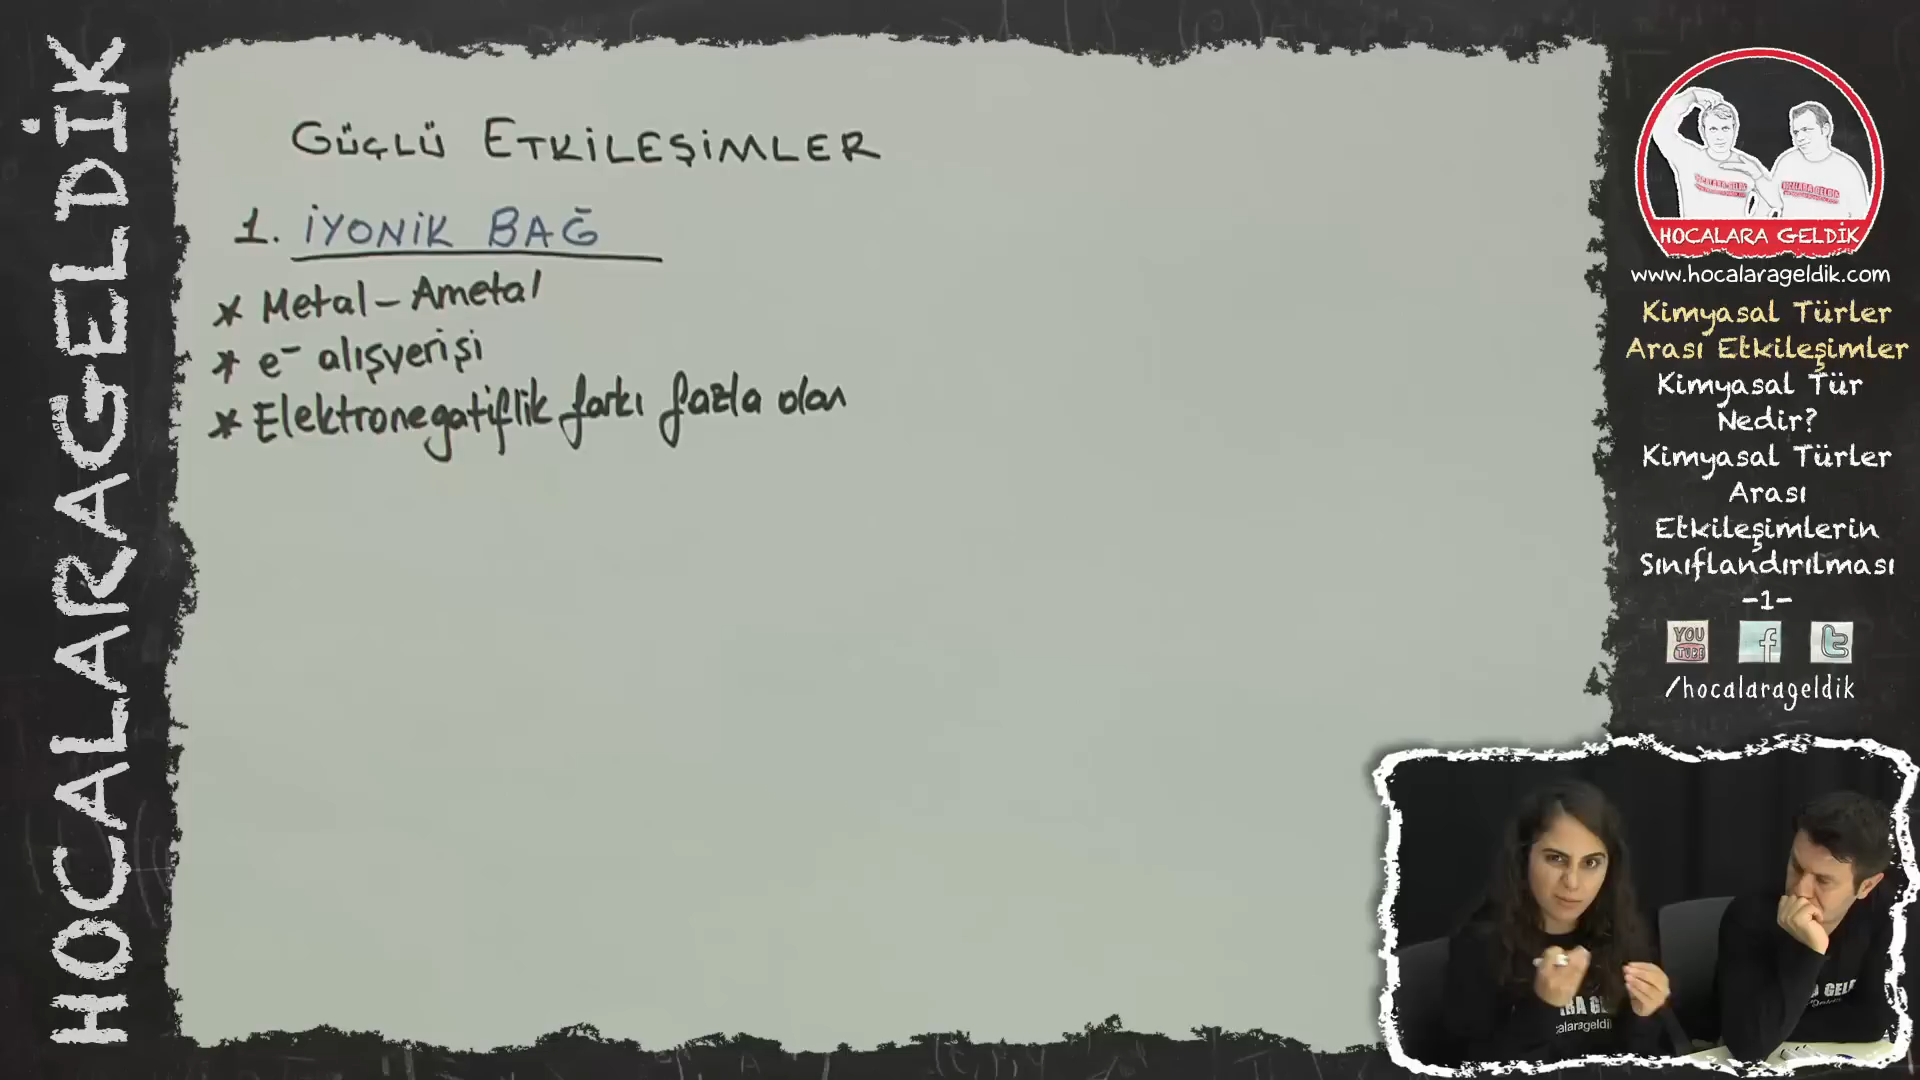 HOCALARAGELDİK
GÜÇLÜ ETKİLEŞİMLER
1. İYONİK BAĞ
* Metal - Ametal
* e⁻ alışverişi
* Elektronegatiflik farkı fazla olan
HOCALARA GELDİK
www.hocalarageldik.com
Kimyasal Türler
Arası Etkileşimler
Kimyasal Tür
Nedir?
Kimyasal Türler
Arası
Etkileşimlerin
Sınıflandırılması
-1-
YOU
TUBE
f
t
/hocalarageldik